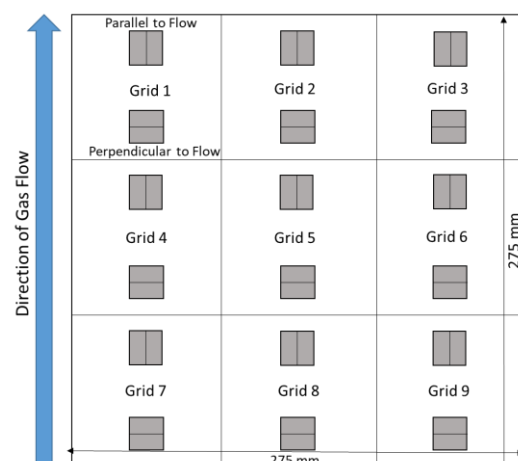 Parallel to Flow
Grid 1
Grid 2
Grid 3
Perpendicular to Flow
Direction of Gas Flow
Grid 4
Grid 5
Grid 6
275 mm
Grid 7
Grid 8
Grid 9
275 mm